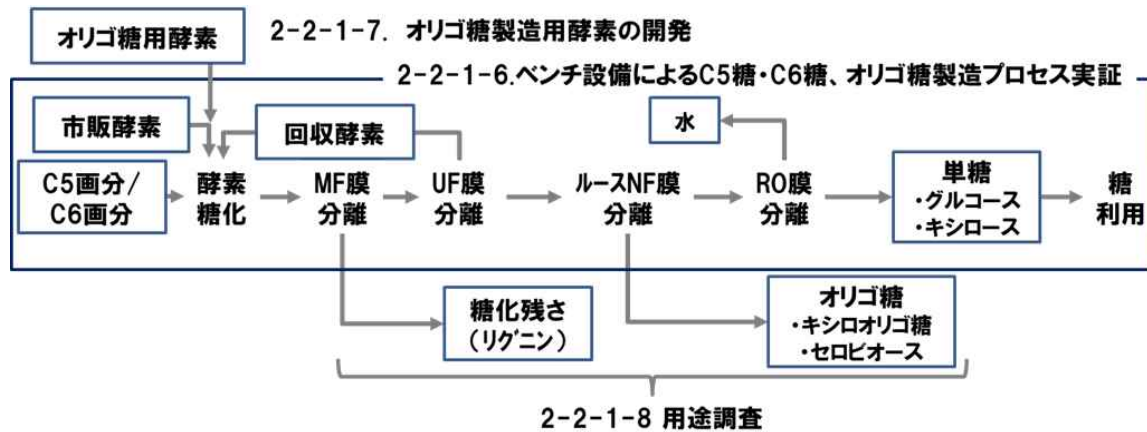 オリゴ糖用酵素
2-2-1-7. オリゴ糖製造用酵素の開発
2-2-1-6.ベンチ設備によるC5糖・C6糖、オリゴ糖製造プロセス実証
市販酵素
回収酵素
水
C5画分/
C6画分
酵素
糖化
MF膜
分離
UF膜
分離
ルースNF膜
分離
RO膜
分離
単糖
・グルコース
・キシロース
糖
利用
糖化残さ
(リグニン)
オリゴ糖
・キシロオリゴ糖
・セロビオース
2-2-1-8 用途調査